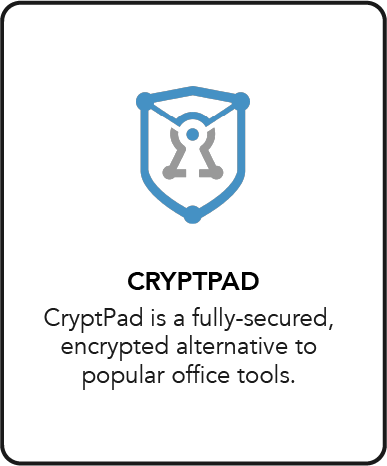 CRYPTPAD
CryptPad is a fully-secured,
encrypted alternative to
popular office tools.